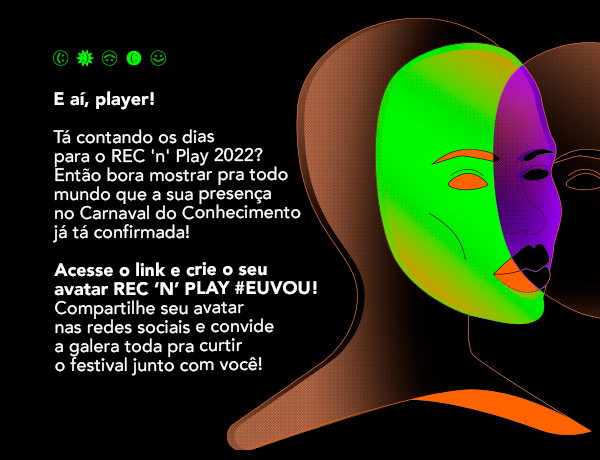 E aí, player!
Tá contando os dias
para o REC 'n' Play 2022?
Então bora mostrar pra todo
mundo que a sua presença
no Carnaval do Conhecimento
já tá confirmada!
Acesse o link e crie o seu
avatar REC ‘N’ PLAY #EUVOU!
Compartilhe seu avatar
nas redes sociais e convide
a galera toda pra curtir
o festival junto com você!